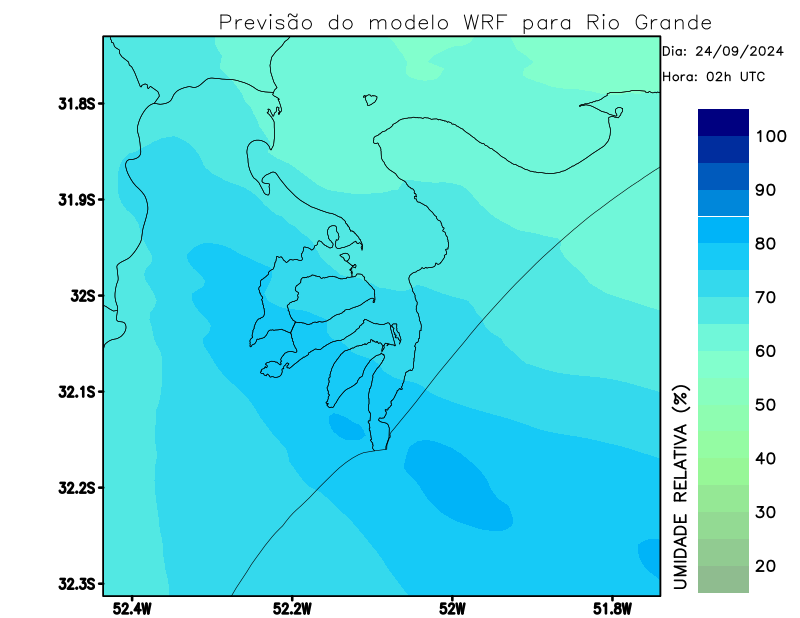 Previsão do modelo WRF para Rio Grande
Dia: 24/09/2024
Hora: 02h UTC
31.8S
31.9S
32S
32.1S
32.2S
32.3S
52.4W
52.2W
52W
51.8W
100
90
80
70
60
50
40
30
20
UMIDADE RELATIVA (%)